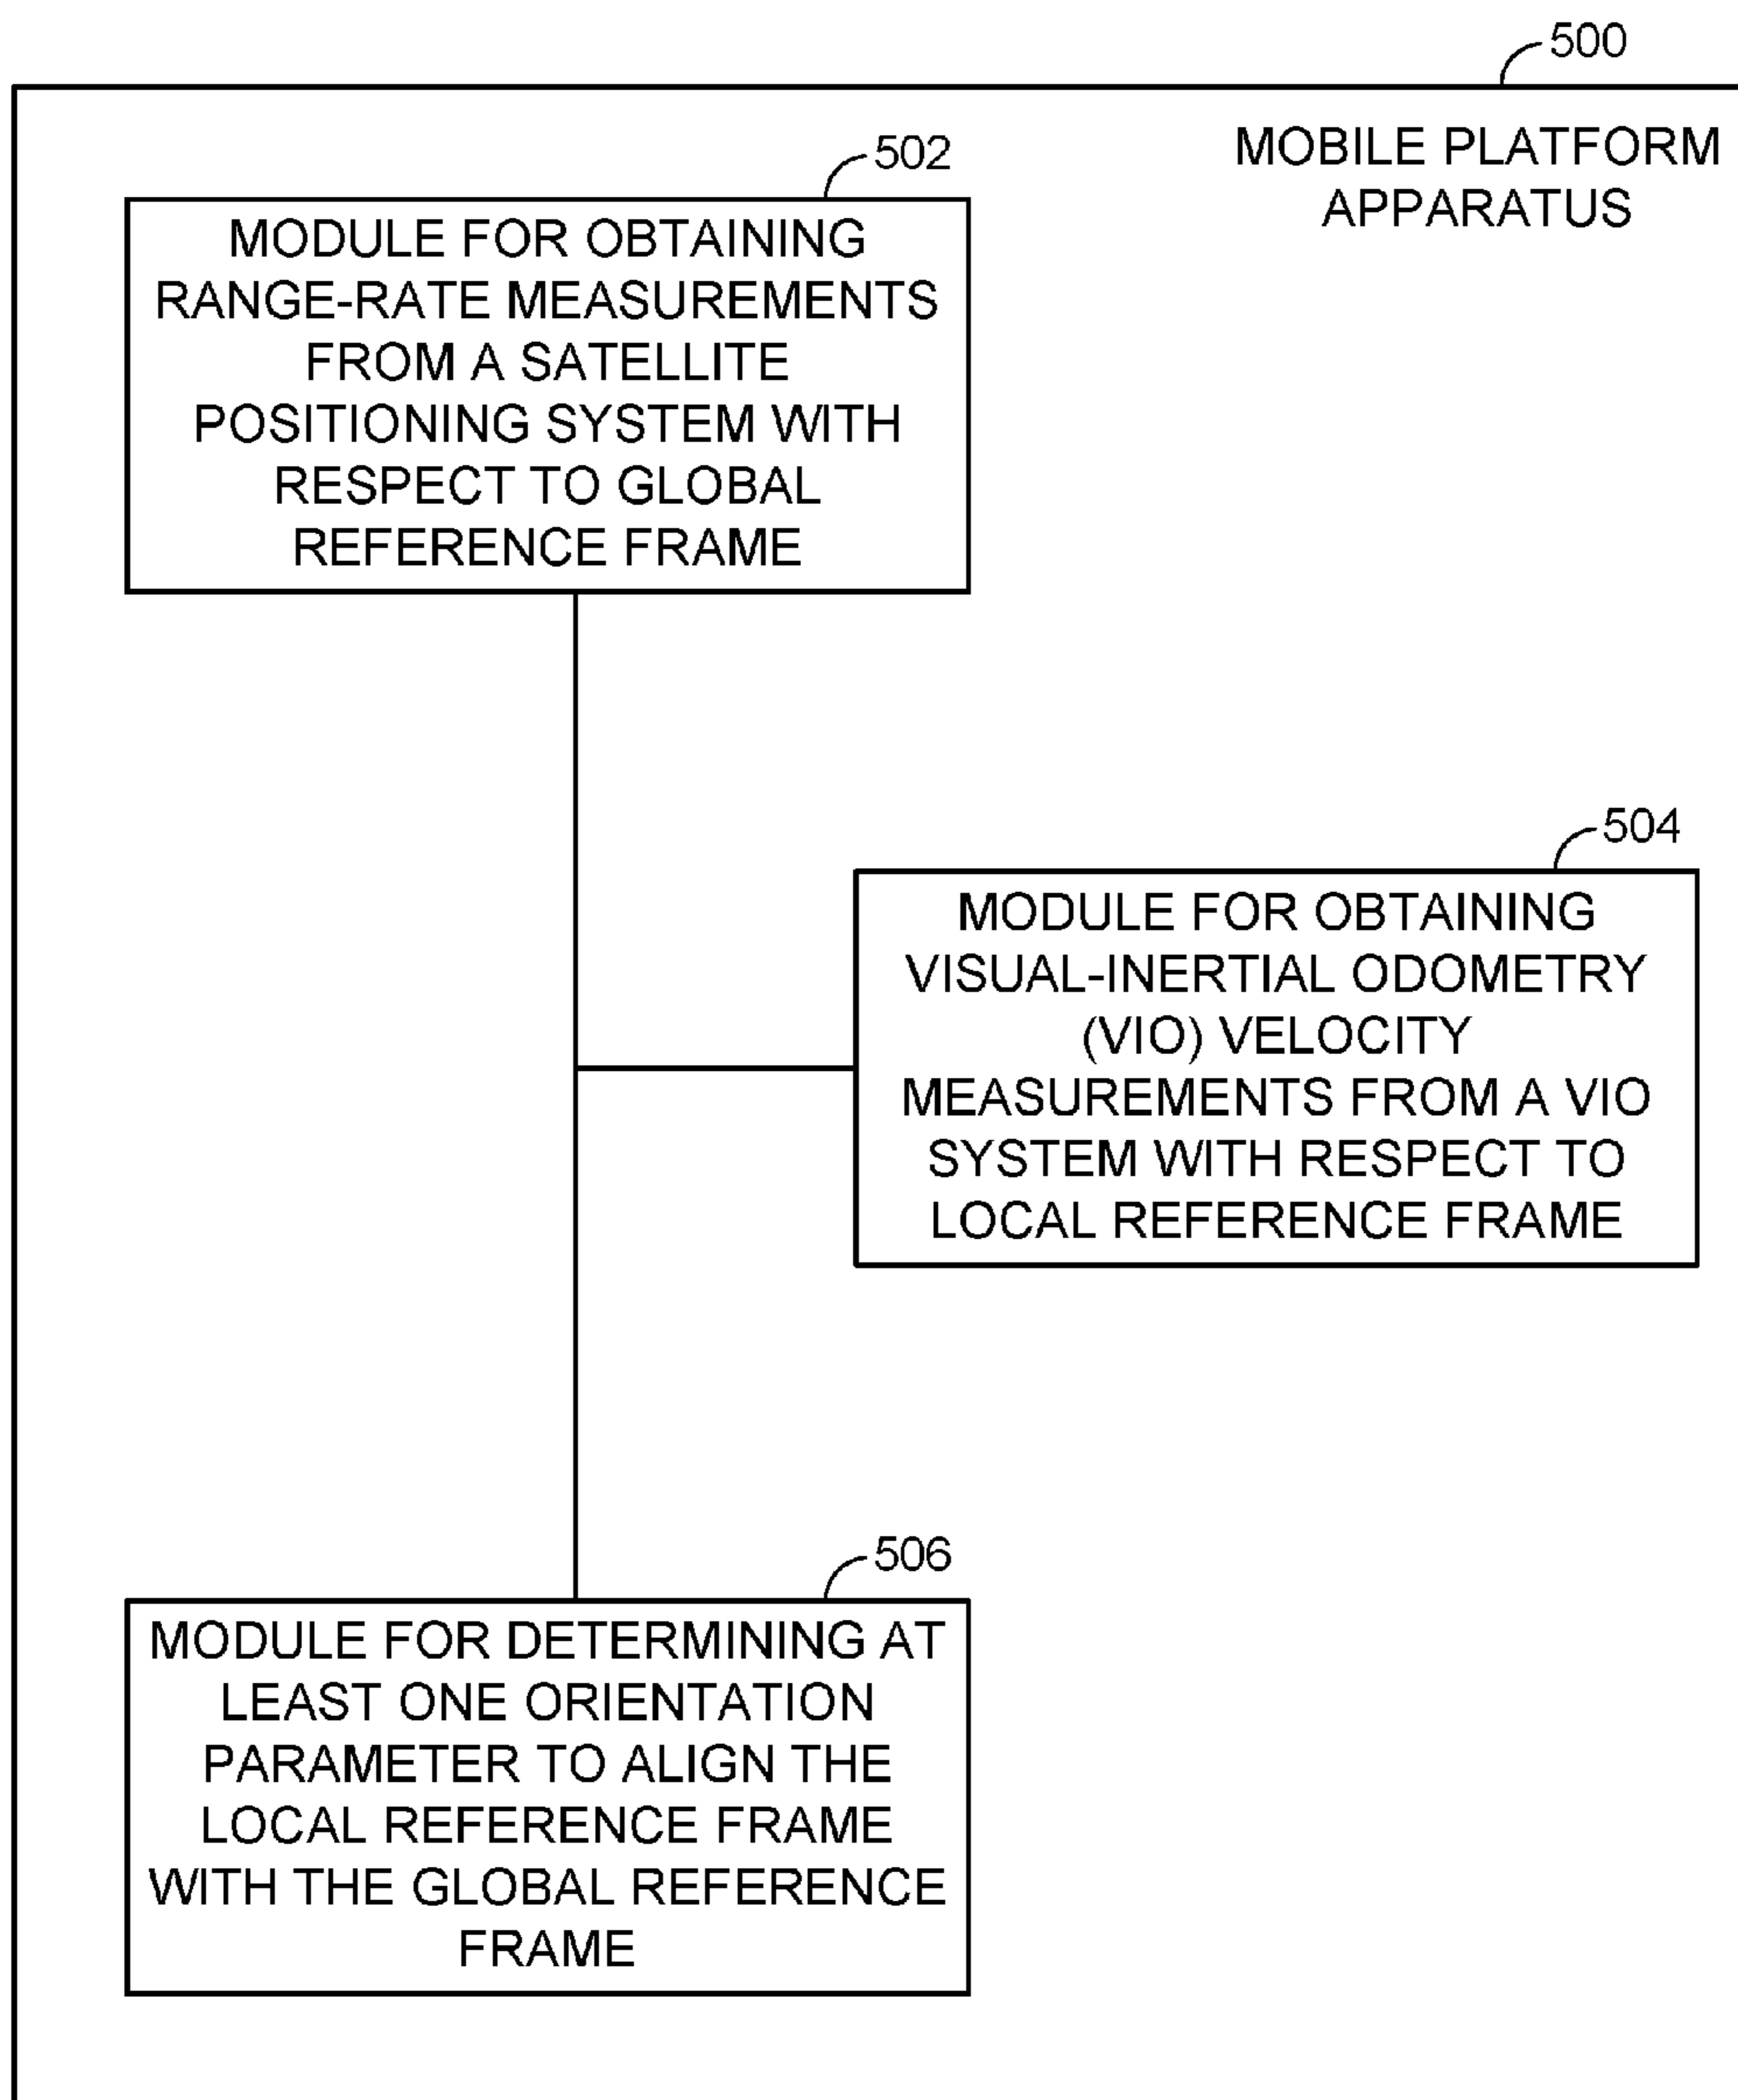 500
MOBILE PLATFORM
APPARATUS
502
MODULE FOR OBTAINING
RANGE-RATE MEASUREMENTS
FROM A SATELLITE
POSITIONING SYSTEM WITH
RESPECT TO GLOBAL
REFERENCE FRAME
504
MODULE FOR OBTAINING
VISUAL-INERTIAL ODOMETRY
(VIO) VELOCITY
MEASUREMENTS FROM A VIO
SYSTEM WITH RESPECT TO
LOCAL REFERENCE FRAME
506
MODULE FOR DETERMINING AT
LEAST ONE ORIENTATION
PARAMETER TO ALIGN THE
LOCAL REFERENCE FRAME
WITH THE GLOBAL REFERENCE
FRAME